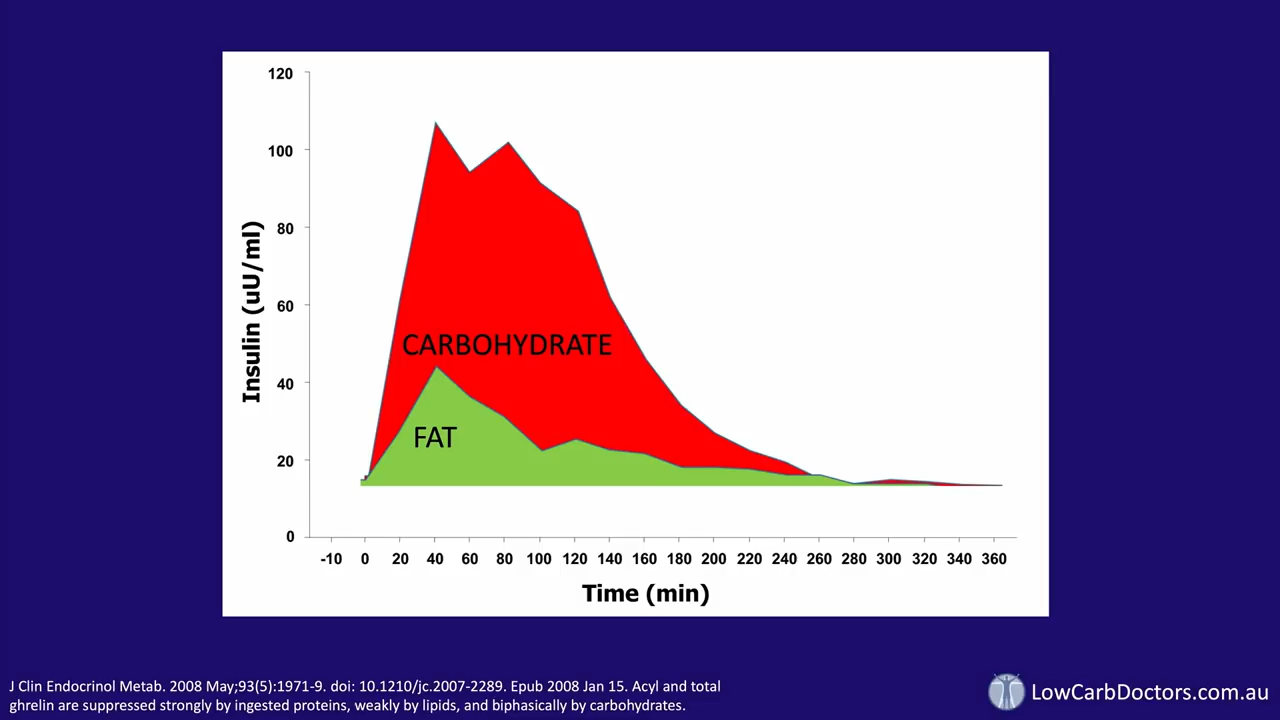 120
100
80
60
40
20
0
Insulin (uU/ml)
CARBOHYDRATE
FAT
-10 0 20 40 60 80 100 120 140 160 180 200 220 240 260 280 300 320 340 360
Time (min)
J Clin Endocrinol Metab. 2008 May;93(5):1971-9. doi: 10.1210/jc.2007-2289. Epub 2008 Jan 15. Acyl and total
ghrelin are suppressed strongly by ingested proteins, weakly by lipids, and biphasically by carbohydrates.
LowCarbDoctors.com.au